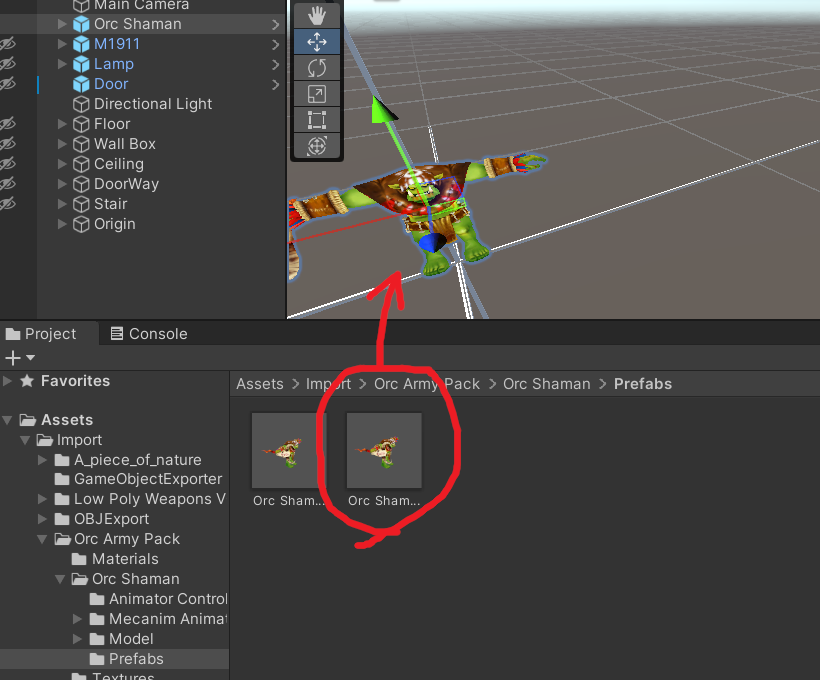 Main Camera
Orc Shaman
M1911
Lamp
Door
Directional Light
Floor
Wall Box
Ceiling
DoorWay
Stair
Origin
Project
Console
Favorites
Assets > Import > Orc Army Pack > Orc Shaman > Prefabs
Assets
Import
A_piece_of_nature
GameObjectExporter
Low Poly Weapons V
OBJExport
Orc Army Pack
Materials
Orc Shaman
Animator Control
Mecanim Animat
Model
Prefabs
Textures
Orc Sham...
Orc Sham...